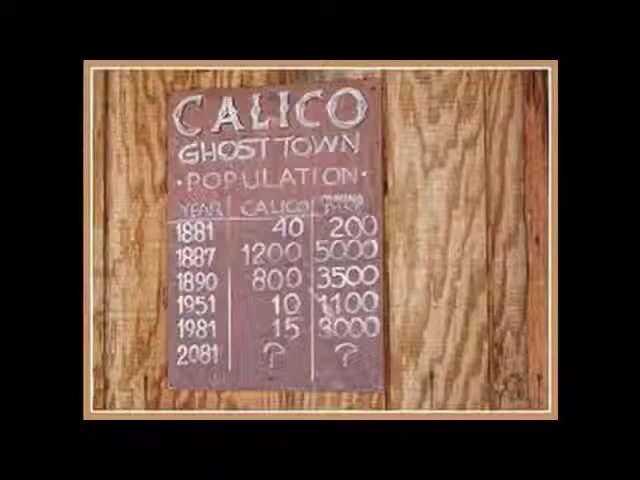 CALICO
GHOST TOWN
·POPULATION·
YEAR CALICO
1881 40 200
1887 1200 5000
1890 800 3500
1951 10 1100
1981 15 3000
2081 ? ?